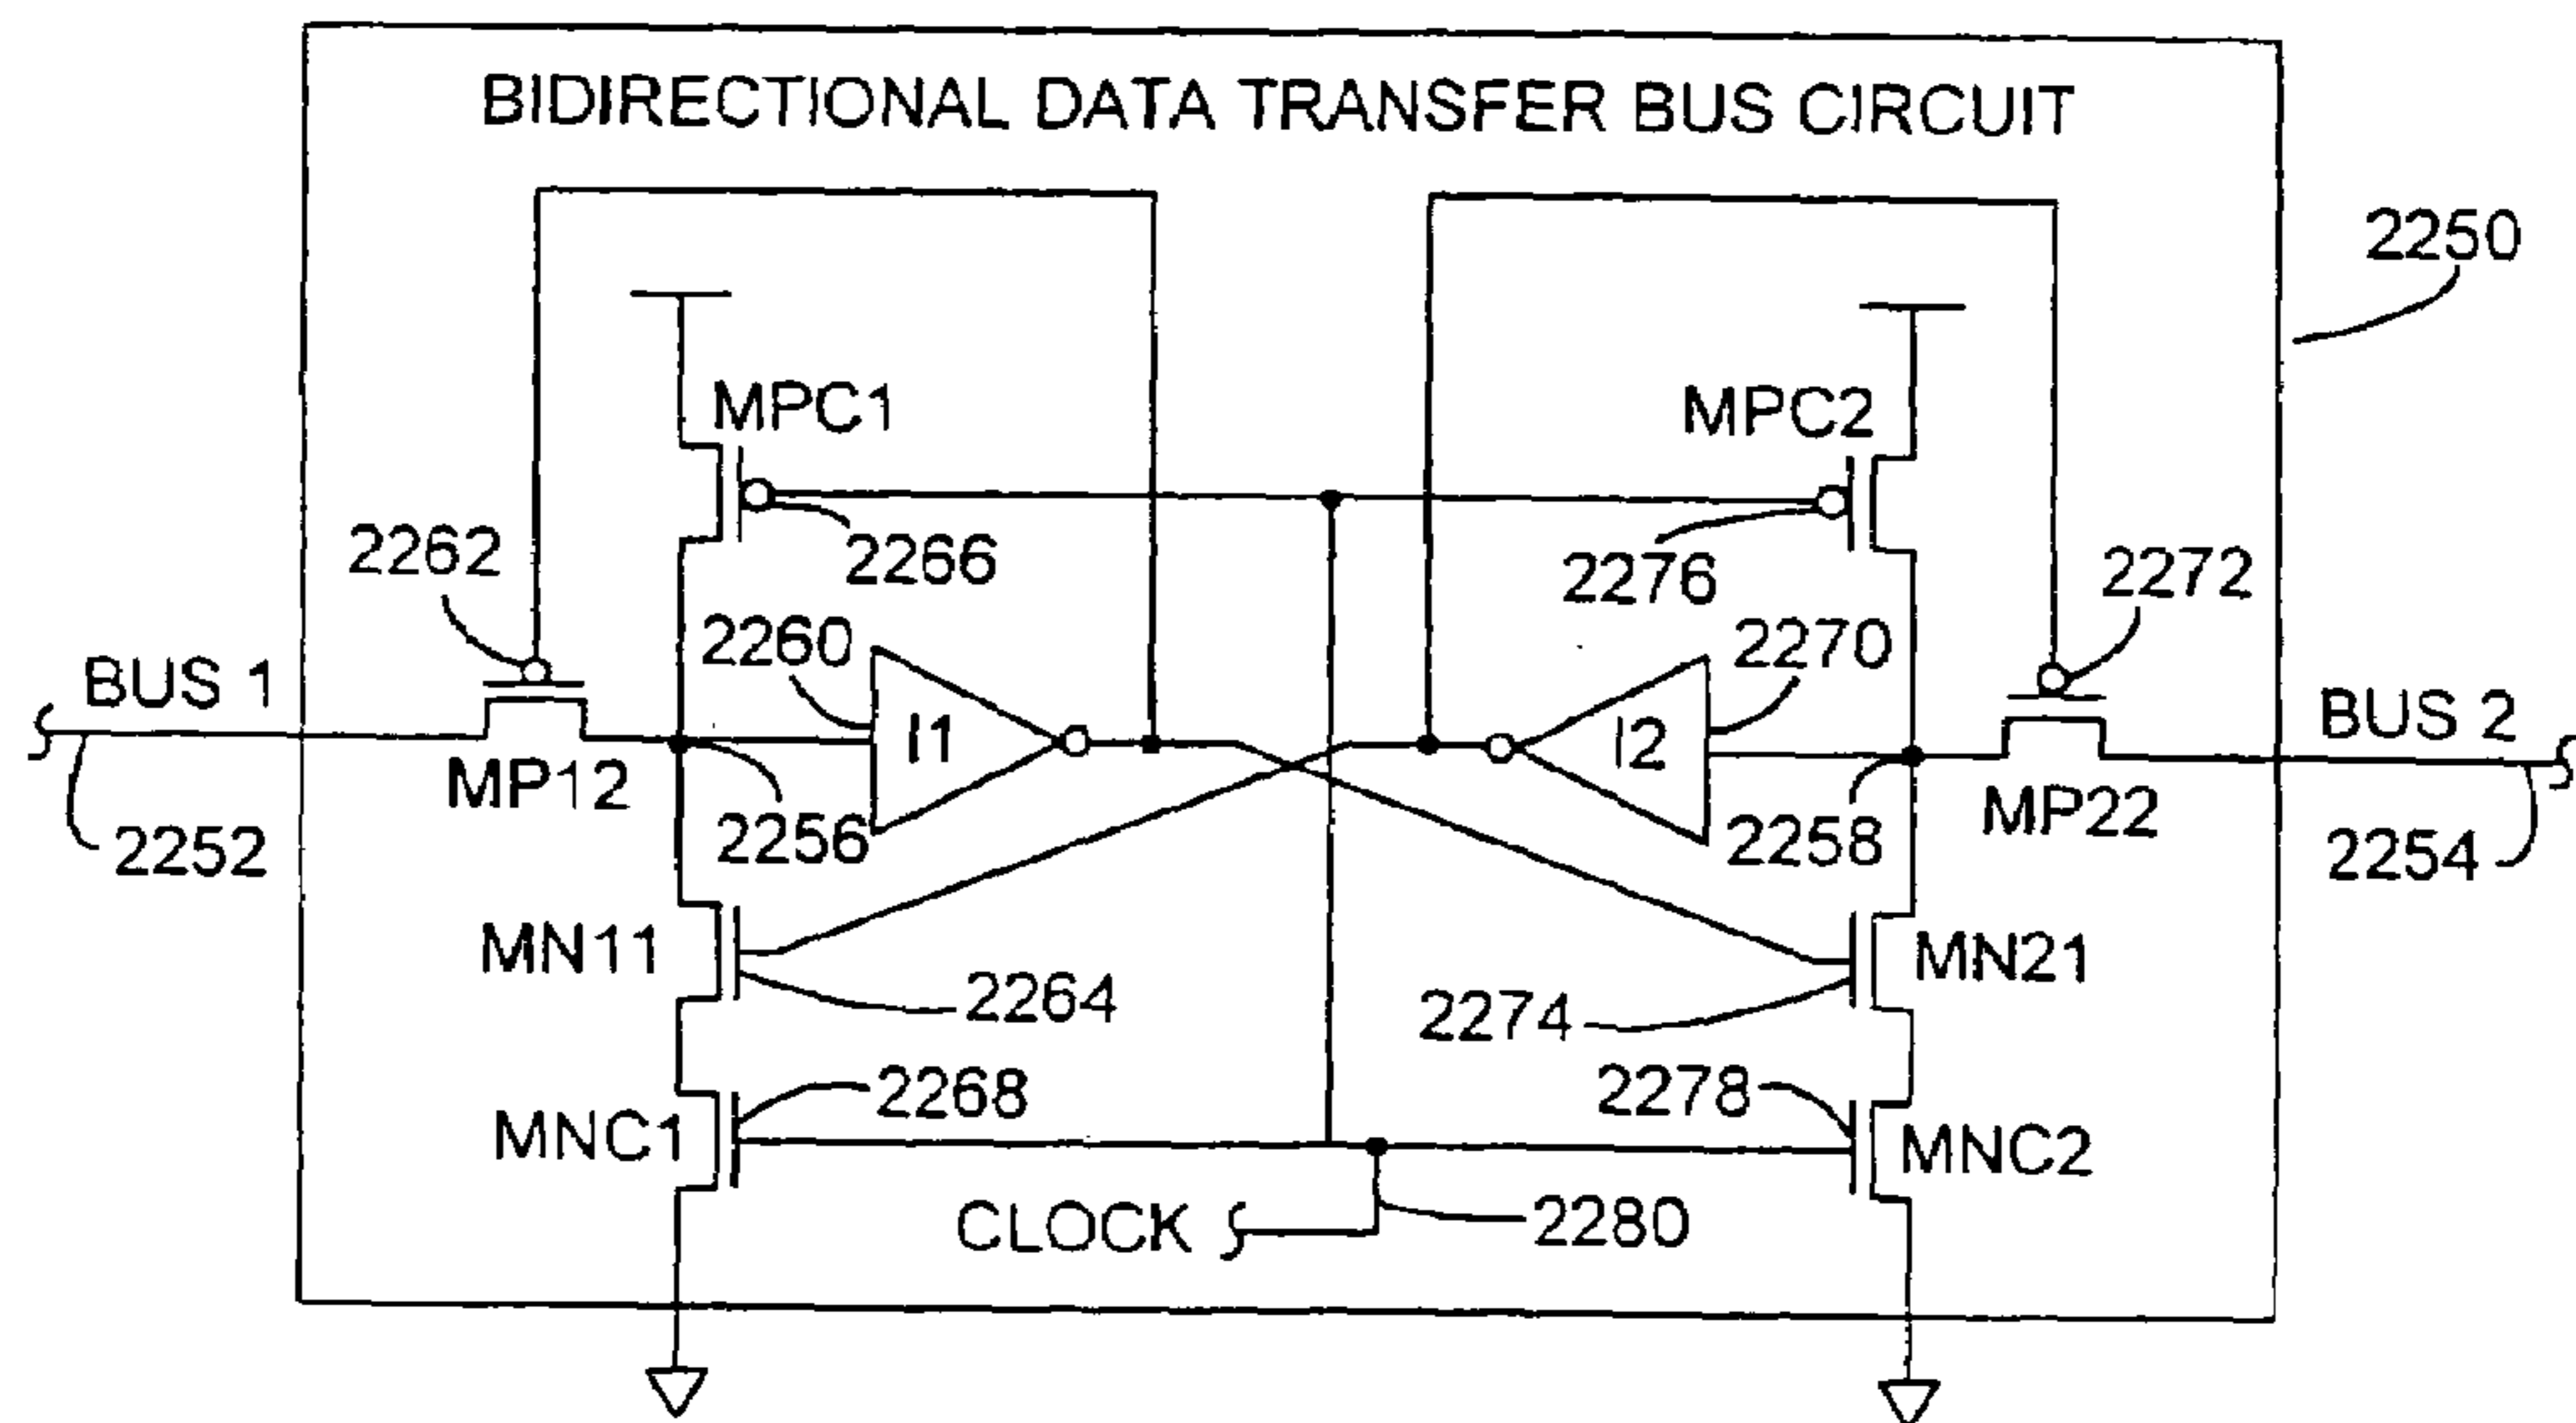 BIDIRECTIONAL DATA TRANSFER BUS CIRCUIT
2250
MPC1
MPC2
2262
2266
2276
2272
BUS 1
2260
I1
I2
2270
BUS 2
MP12
2252
2256
2258
MP22
2254
MN11
2264
2274
MN21
MNC1
2268
2278
MNC2
CLOCK
2280